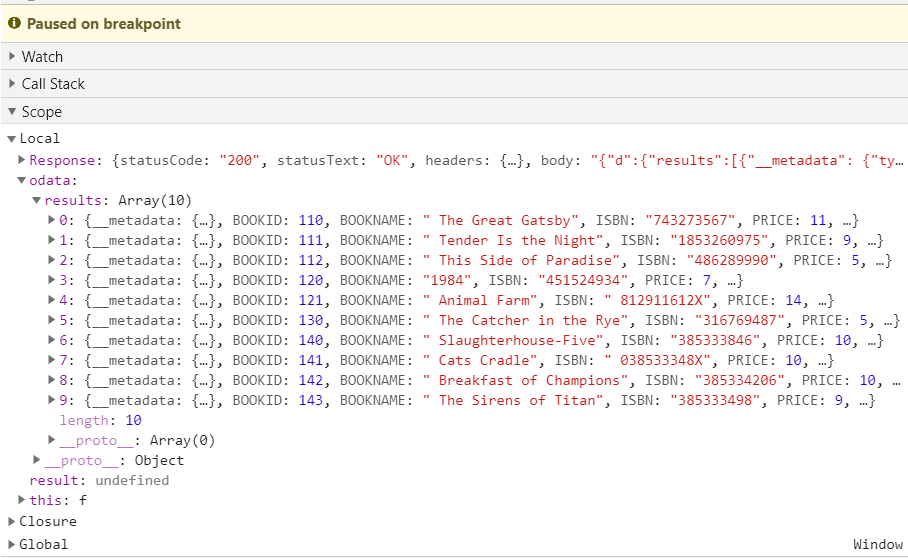 Paused on breakpoint
Watch
Call Stack
Scope
Local
Response: {statusCode: "200", statusText: "OK", headers: {…}, body: "{"d":{"results":[{"__metadata": {"ty…
odata:
results: Array(10)
0: {__metadata: {…}, BOOKID: 110, BOOKNAME: " The Great Gatsby", ISBN: "743273567", PRICE: 11, …}
1: {__metadata: {…}, BOOKID: 111, BOOKNAME: " Tender Is the Night", ISBN: "1853260975", PRICE: 9, …}
2: {__metadata: {…}, BOOKID: 112, BOOKNAME: " This Side of Paradise", ISBN: "486289990", PRICE: 5, …}
3: {__metadata: {…}, BOOKID: 120, BOOKNAME: "1984", ISBN: "451524934", PRICE: 7, …}
4: {__metadata: {…}, BOOKID: 121, BOOKNAME: " Animal Farm", ISBN: " 812911612X", PRICE: 14, …}
5: {__metadata: {…}, BOOKID: 130, BOOKNAME: " The Catcher in the Rye", ISBN: "316769487", PRICE: 5, …}
6: {__metadata: {…}, BOOKID: 140, BOOKNAME: " Slaughterhouse-Five", ISBN: "385333846", PRICE: 10, …}
7: {__metadata: {…}, BOOKID: 141, BOOKNAME: " Cats Cradle", ISBN: " 038533348X", PRICE: 10, …}
8: {__metadata: {…}, BOOKID: 142, BOOKNAME: " Breakfast of Champions", ISBN: "385334206", PRICE: 10, …
9: {__metadata: {…}, BOOKID: 143, BOOKNAME: " The Sirens of Titan", ISBN: "385333498", PRICE: 9, …}
length: 10
__proto__: Array(0)
__proto__: Object
result: undefined
this: f
Closure
Global Window